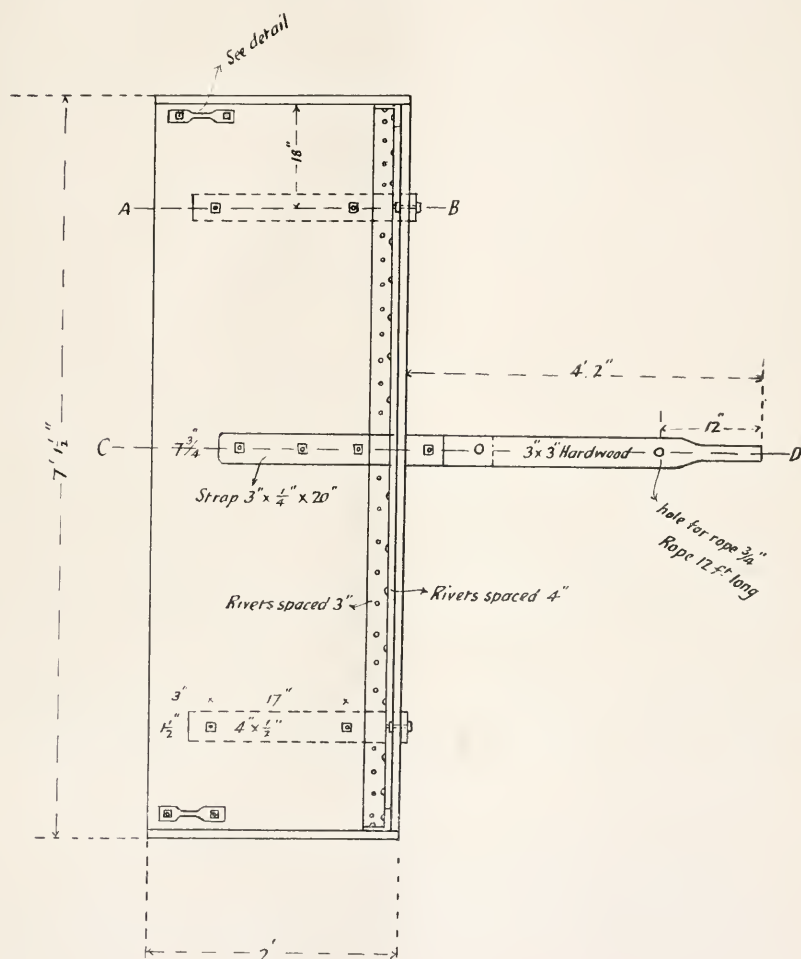 See detail
18"
A
B
4'. 2"
12"
7' 1½"
C
7¾"
3" x 3" Hardwood
D
Strap 3" x ¼" x 20"
hole for rope ¾"
Rope 12 ft long
Rivers spaced 3"
Rivers spaced 4"
3"
x
17"
x
1½"
4" x ½"
2'